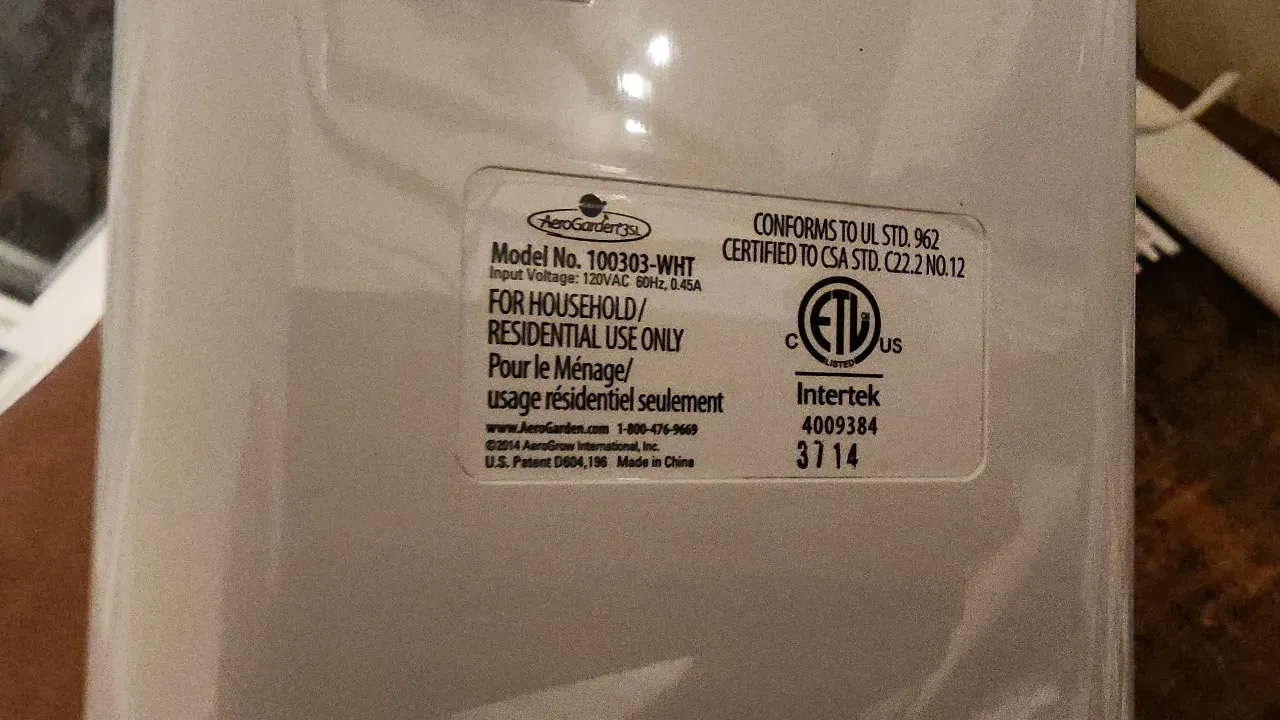 AeroGarden 3SL
Model No. 100303-WHT
Input Voltage: 120VAC 60Hz, 0.45A
FOR HOUSEHOLD/
RESIDENTIAL USE ONLY
Pour le Ménage/
usage résidentiel seulement
www.AeroGarden.com 1-800-476-9669
©2014 AeroGrow International, Inc.
U.S. Patent D604,196 Made in China
CONFORMS TO UL STD. 962
CERTIFIED TO CSA STD. C22.2 NO.12
C ETL US
LISTED
Intertek
4009384
3714